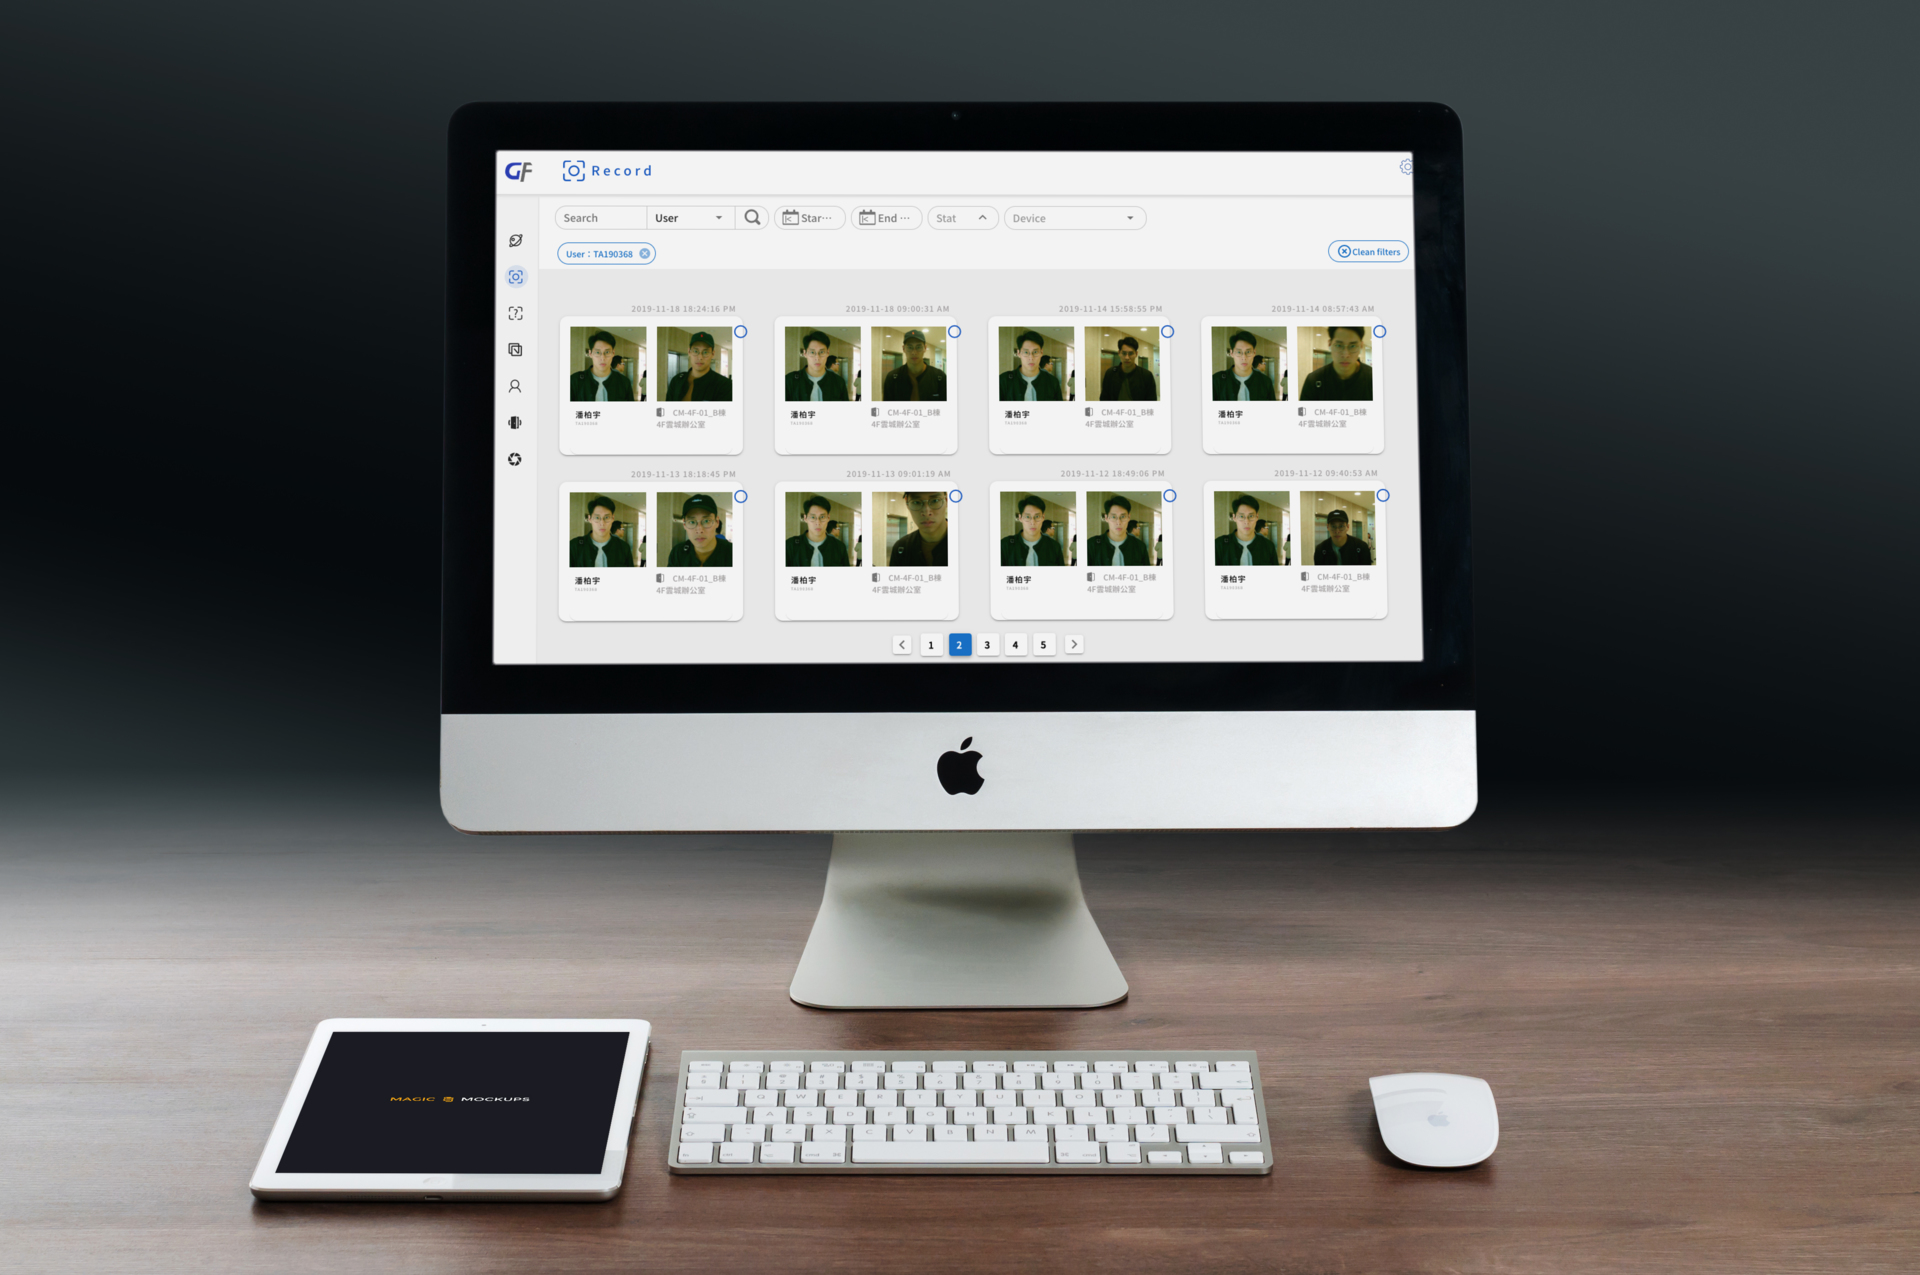 GF
Record
Search
User
Star...
End ...
Stat
Device
User : TA190368
Clean filters
2019-11-18 18:24:16 PM
2019-11-18 09:00:31 AM
2019-11-14 15:58:55 PM
2019-11-14 08:57:43 AM
潘柏宇
TA190368
CM-4F-01_B棟
4F雲城辦公室
潘柏宇
TA190368
CM-4F-01_B棟
4F雲城辦公室
潘柏宇
TA190368
CM-4F-01_B棟
4F雲城辦公室
潘柏宇
TA190368
CM-4F-01_B棟
4F雲城辦公室
2019-11-13 18:18:45 PM
2019-11-13 09:01:19 AM
2019-11-12 18:49:06 PM
2019-11-12 09:40:53 AM
潘柏宇
TA190368
CM-4F-01_B棟
4F雲城辦公室
潘柏宇
TA190368
CM-4F-01_B棟
4F雲城辦公室
潘柏宇
TA190368
CM-4F-01_B棟
4F雲城辦公室
潘柏宇
TA190368
CM-4F-01_B棟
4F雲城辦公室
1 2 3 4 5
MAGIC MOCKUPS
Q W E R T Y U I O P
A S D F G H J K L
Z X C V B N M
cmd